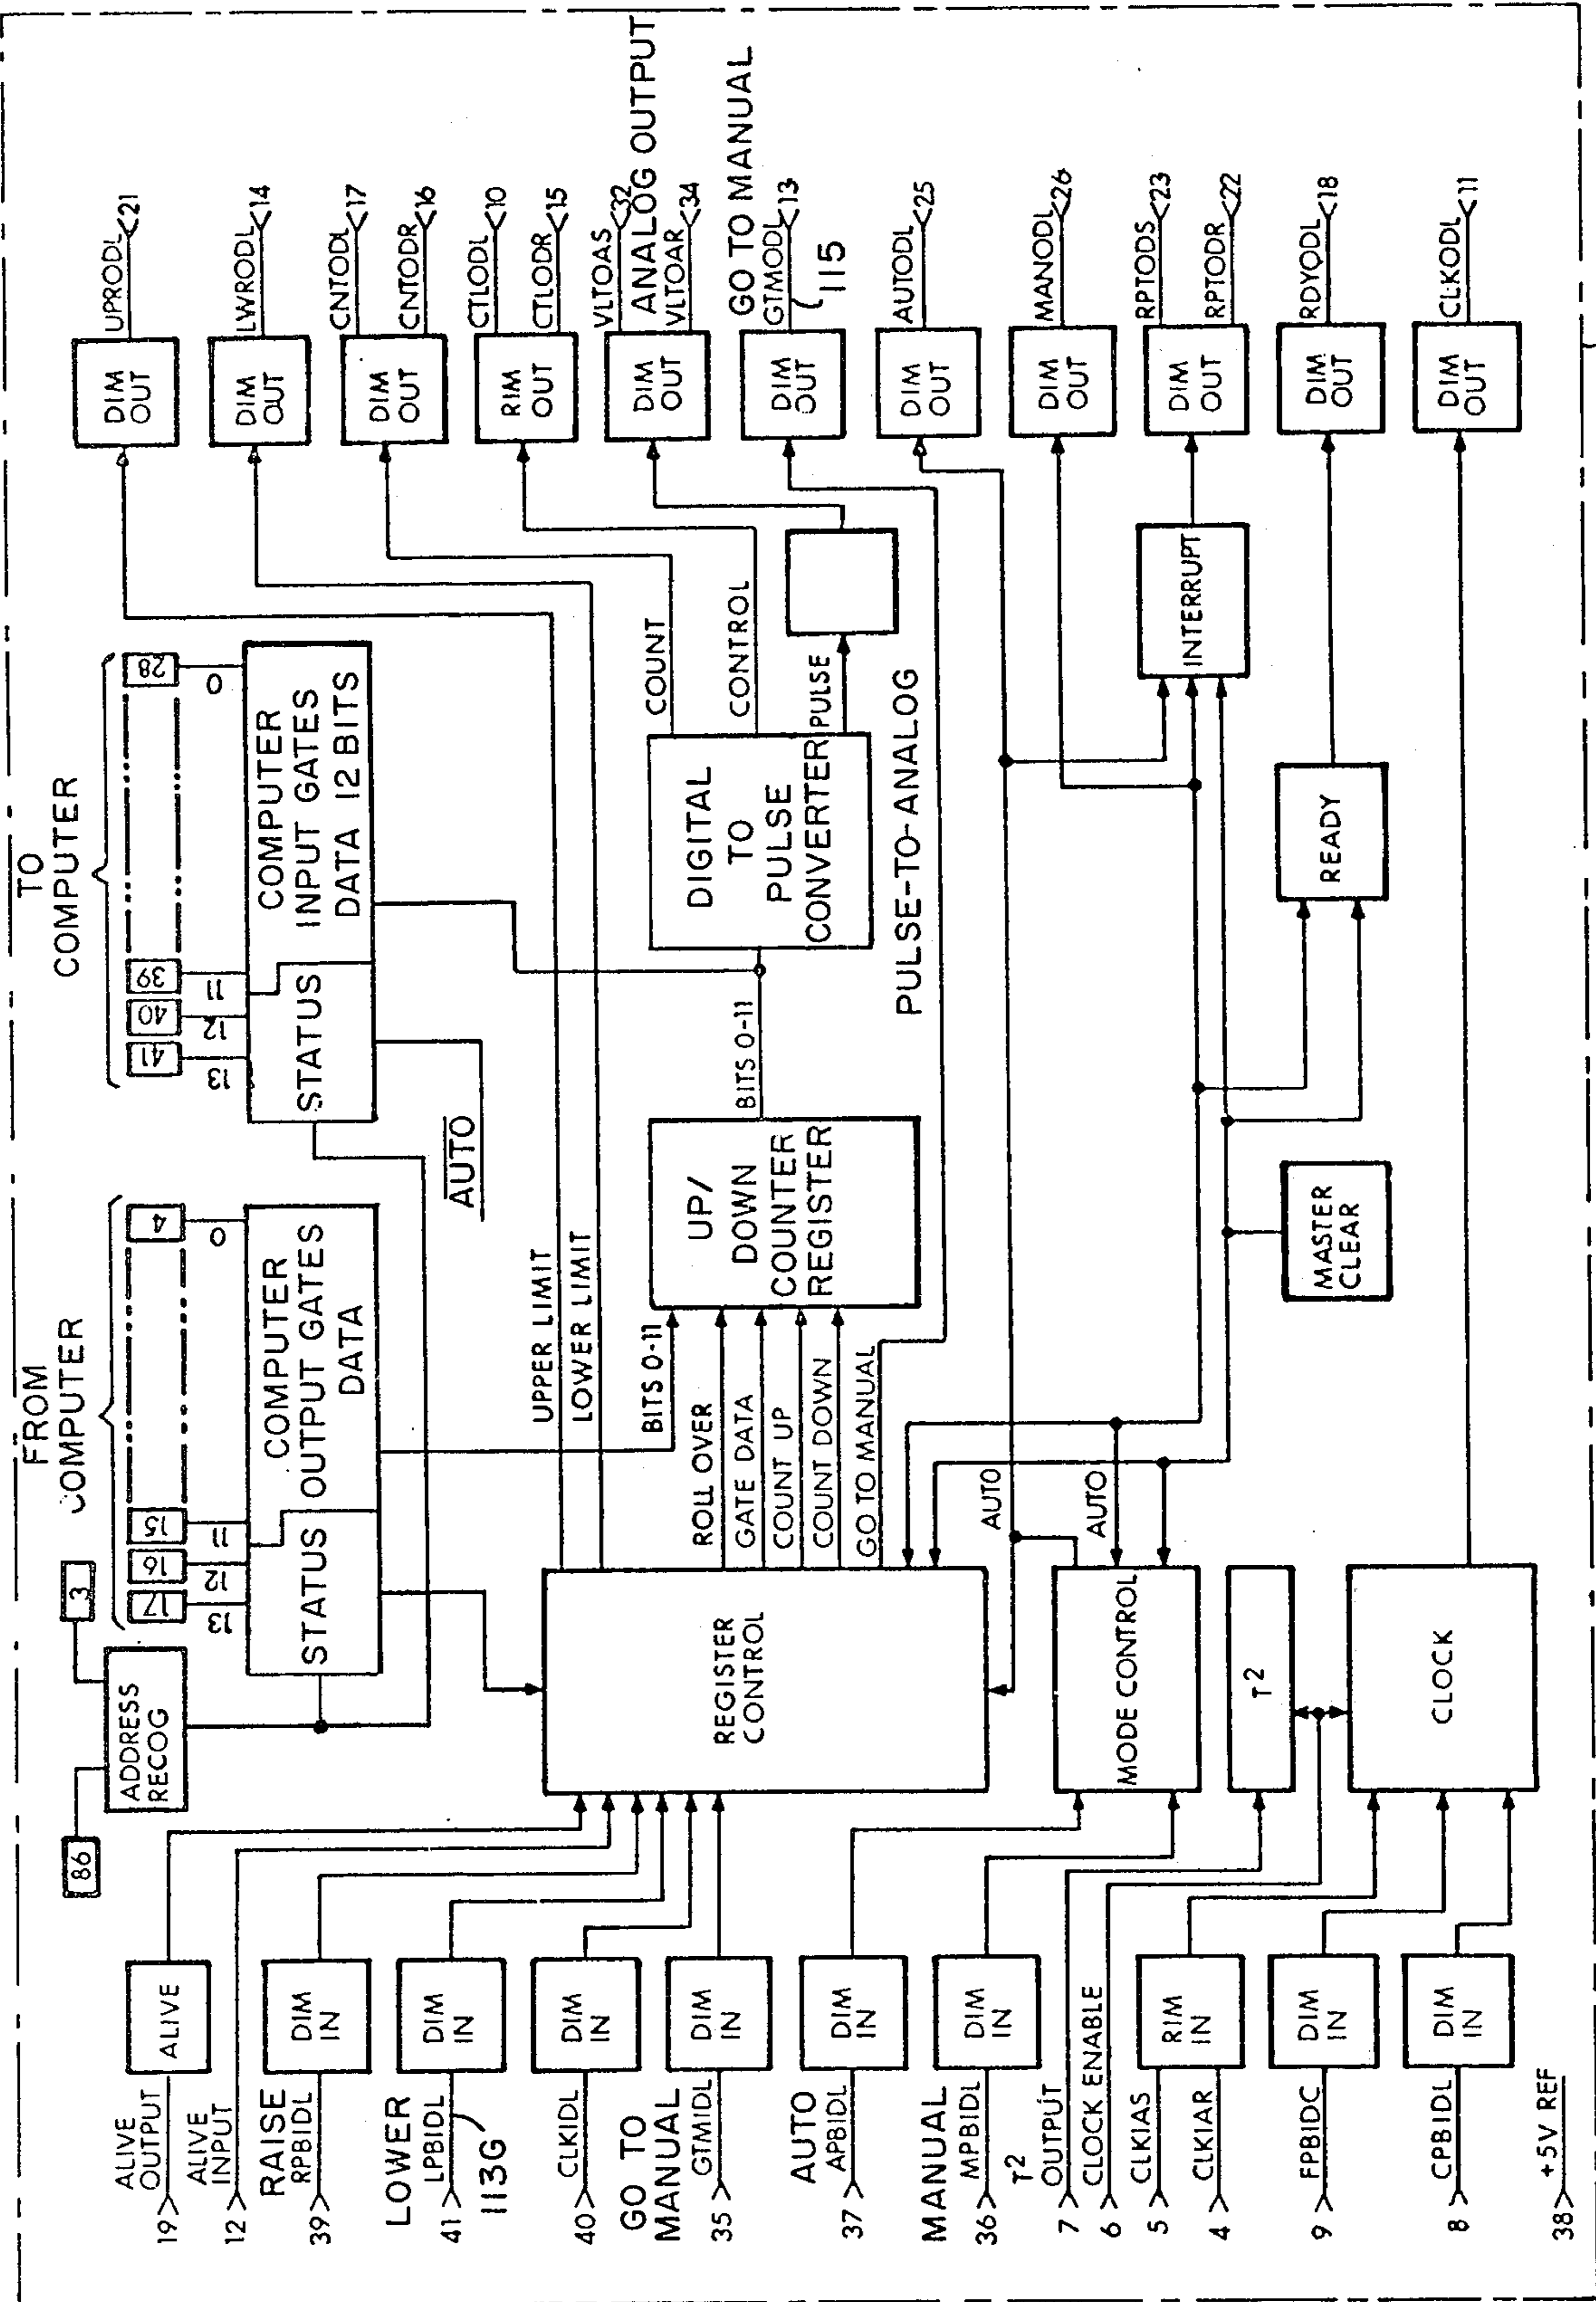 FROM
COMPUTER
TO
COMPUTER
86
3
ADDRESS
RECOG
17
16
15
4
13
12
11
0
STATUS
COMPUTER
OUTPUT GATES
DATA
41
40
39
28
13
12
11
0
STATUS
COMPUTER
INPUT GATES
DATA 12 BITS
AUTO
19
ALIVE
OUTPUT
ALIVE
12
ALIVE
INPUT
39
RAISE
RPBIDL
DIM
IN
41
LOWER
LPBIDL
113G
DIM
IN
40
CLKIDL
DIM
IN
35
GO TO
MANUAL
GTMIDL
DIM
IN
37
AUTO
APBIDL
DIM
IN
36
MANUAL
MPBIDL
DIM
IN
7
T2
OUTPUT
6
CLOCK ENABLE
5
CLKIAS
4
CLKIAR
RIM
IN
9
FPBIDC
DIM
IN
8
CPBIDL
DIM
IN
38
+5V REF
REGISTER
CONTROL
UPPER LIMIT
LOWER LIMIT
BITS 0-11
ROLL OVER
GATE DATA
COUNT UP
COUNT DOWN
GO TO MANUAL
UP/
DOWN
COUNTER
REGISTER
BITS 0-11
DIGITAL
TO
PULSE
CONVERTER
COUNT
CONTROL
PULSE
PULSE-TO-ANALOG
AUTO
AUTO
MODE CONTROL
T2
CLOCK
MASTER
CLEAR
READY
INTERRUPT
DIM
OUT
UPRODL
21
DIM
OUT
LWRODL
14
DIM
OUT
CNTODL
17
CNTODR
16
RIM
OUT
CTLODL
10
CTLODR
15
DIM
OUT
VLTOAS
32
ANALOG OUTPUT
VLTOAR
34
DIM
OUT
GO TO MANUAL
GTMODL
13
115
DIM
OUT
AUTODL
25
DIM
OUT
MANODL
26
DIM
OUT
RPTODS
23
RPTODR
22
DIM
OUT
RDYODL
18
DIM
OUT
CLKODL
11